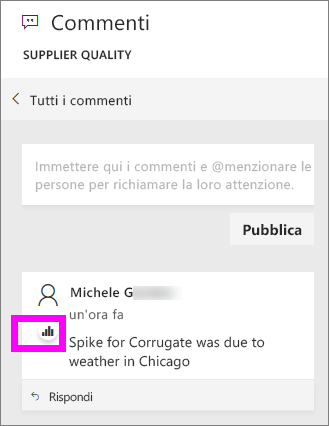 Commenti
SUPPLIER QUALITY
Tutti i commenti
Immettere qui i commenti e @menzionare le
persone per richiamare la loro attenzione.
Pubblica
Michele G
un'ora fa
Spike for Corrugate was due to
weather in Chicago
Rispondi